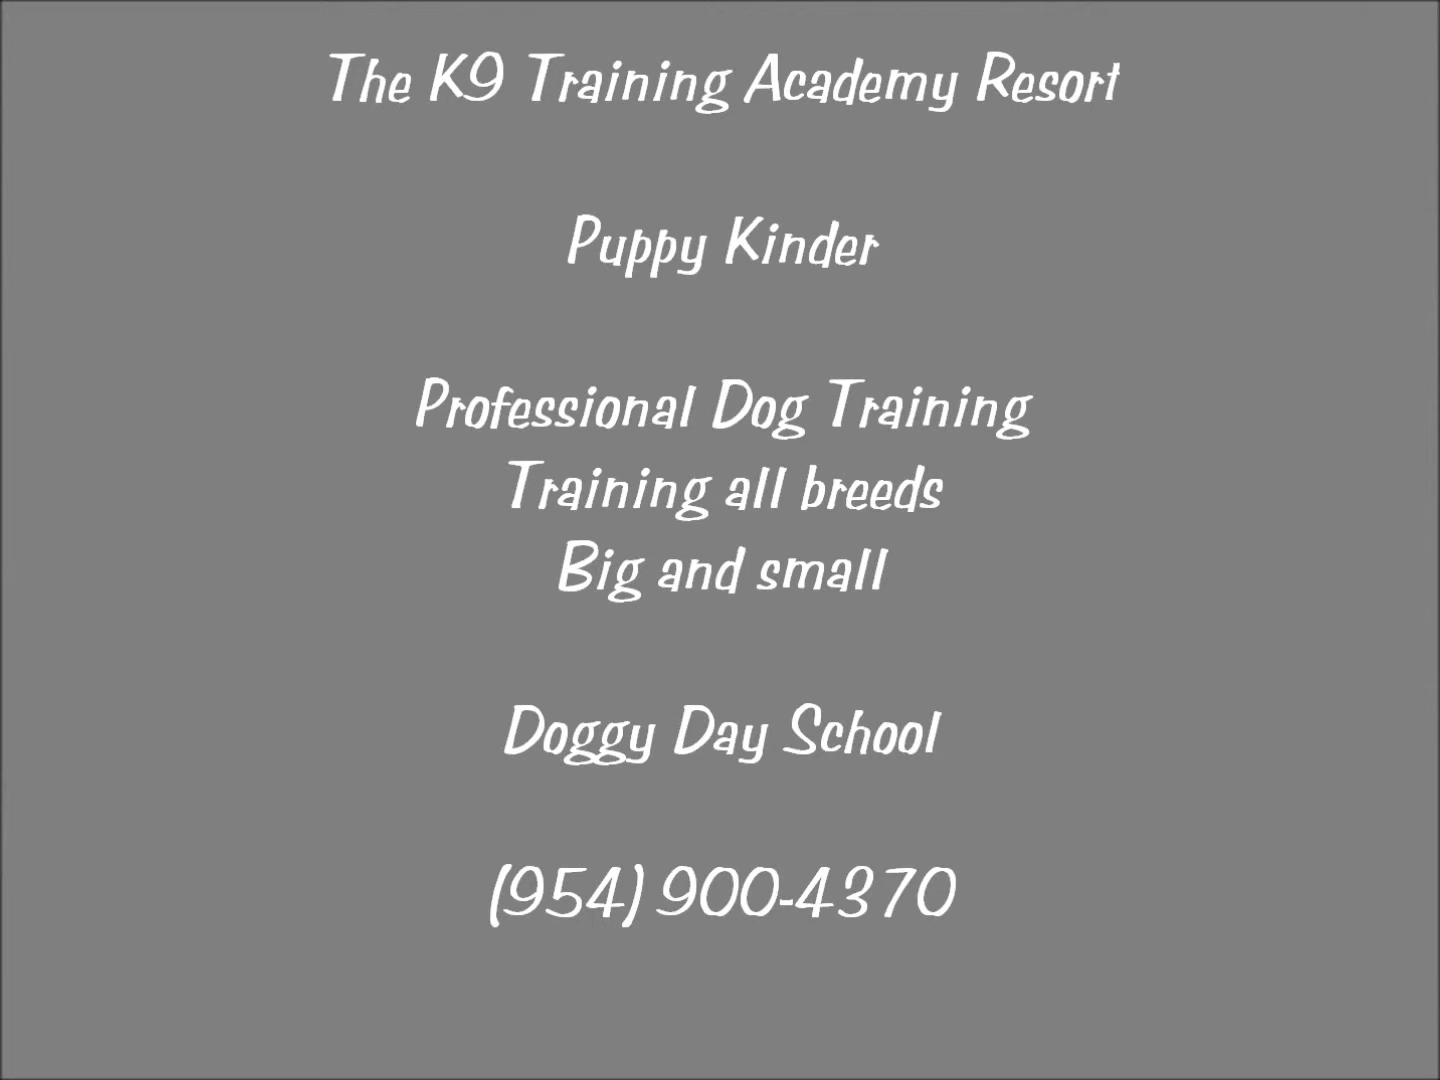 The K9 Training Academy Resort
Puppy Kinder
Professional Dog Training
Training all breeds
Big and small
Doggy Day School
(954) 900-4370